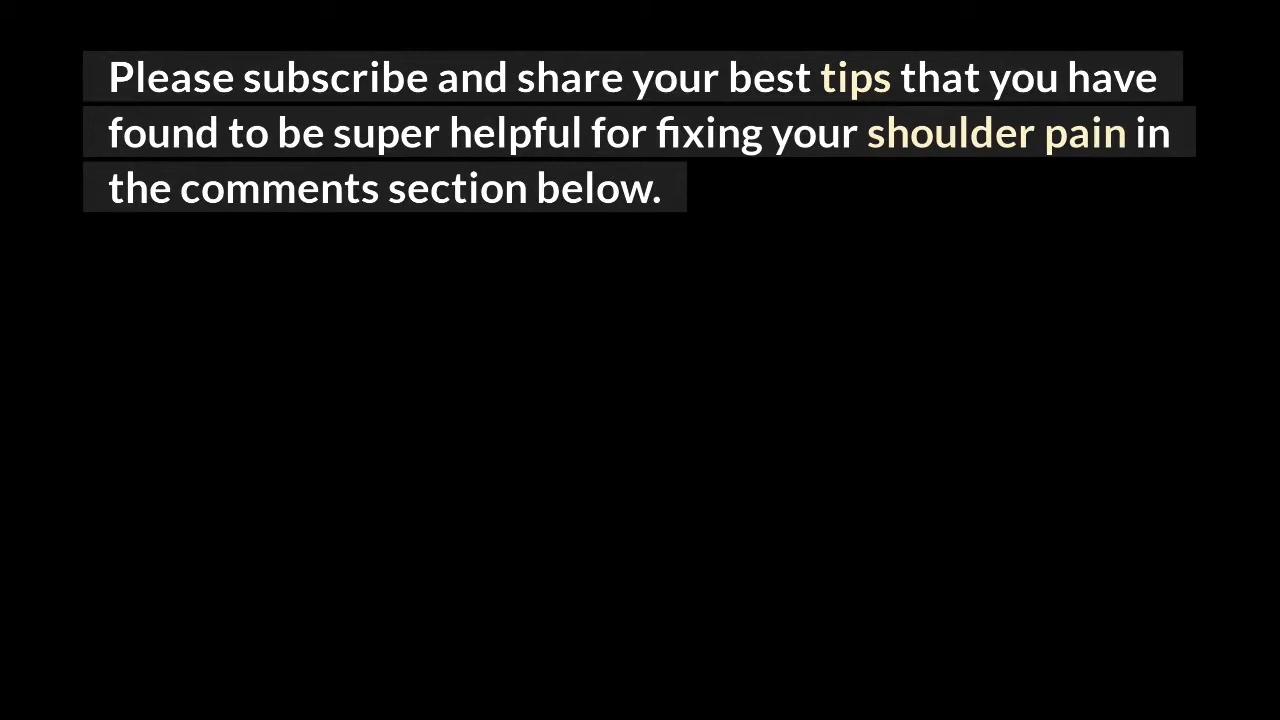 Please subscribe and share your best tips that you have
found to be super helpful for fixing your shoulder pain in
the comments section below.